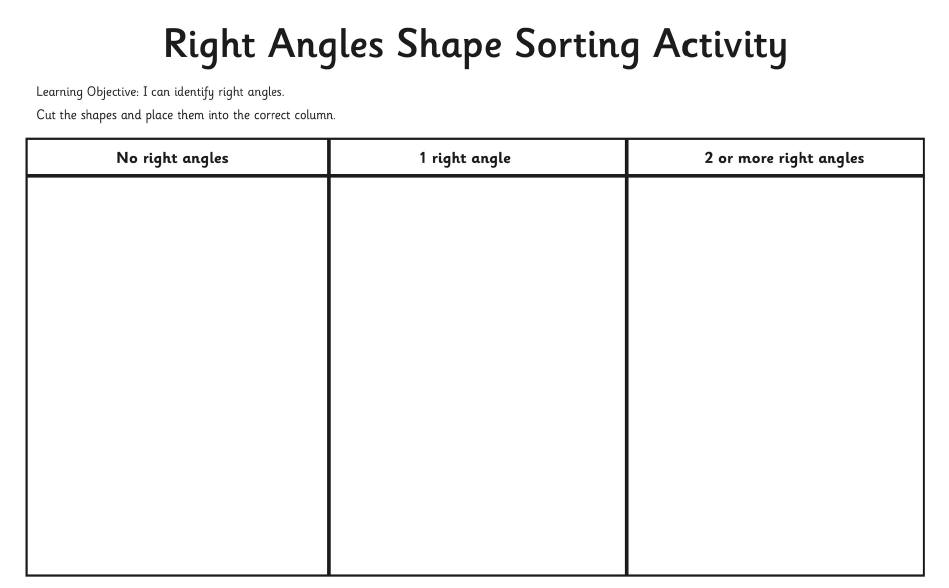 Right Angles Shape Sorting Activity
Learning Objective: I can identify right angles.
Cut the shapes and place them into the correct column.
No right angles
1 right angle
2 or more right angles